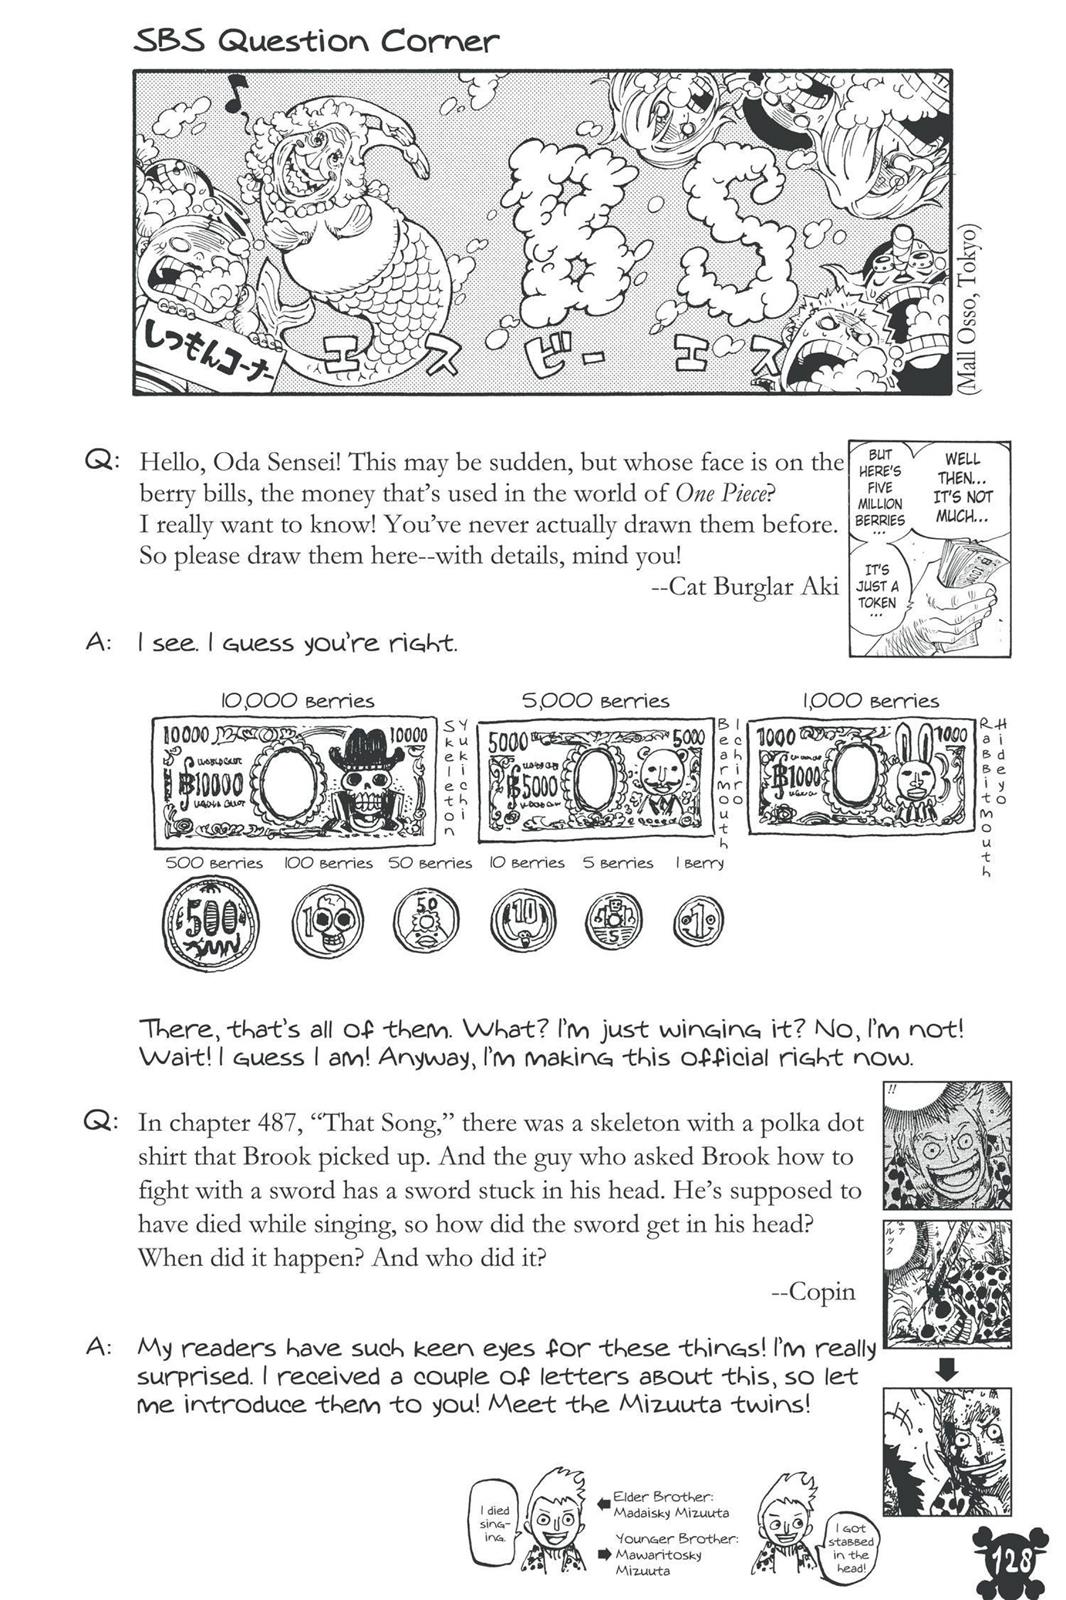 SBS Question Corner
しつもんコーナー
BS
エス ビー エス
(Mall Osso, Tokyo)
Q: Hello, Oda Sensei! This may be sudden, but whose face is on the
berry bills, the money that's used in the world of One Piece?
I really want to know! You've never actually drawn them before.
So please draw them here--with details, mind you!
--Cat Burglar Aki
WELL
THEN...
IT'S NOT
MUCH...
BUT
HERE'S
FIVE
MILLION
BERRIES
...
IT'S
JUST A
TOKEN
...
A: I see. I guess you're right.
10,000 Berries
5,000 Berries
1,000 Berries
10000 10000
฿10000
Skeleton Yukichi
5000 5000
฿5000
Bearmouth Ichiro
1000 1000
฿1000
Rabbitmouth Hideyo
500 Berries 100 Berries 50 Berries 10 Berries 5 Berries 1 Berry
500
1
50
10
5
1
There, that's all of them. What? I'm just winging it? No, I'm not!
Wait! I guess I am! Anyway, I'm making this official right now.
Q: In chapter 487, “That Song,” there was a skeleton with a polka dot
shirt that Brook picked up. And the guy who asked Brook how to
fight with a sword has a sword stuck in his head. He's supposed to
have died while singing, so how did the sword get in his head?
When did it happen? And who did it?
--Copin
!!
A: My readers have such keen eyes for these things! I'm really
surprised. I received a couple of letters about this, so let
me introduce them to you! Meet the Mizuuta twins!
I died
sing-
ing.
Elder Brother:
Madaisky Mizuuta
Younger Brother:
Mawaritosky
Mizuuta
I got
stabbed
in the
head!
128